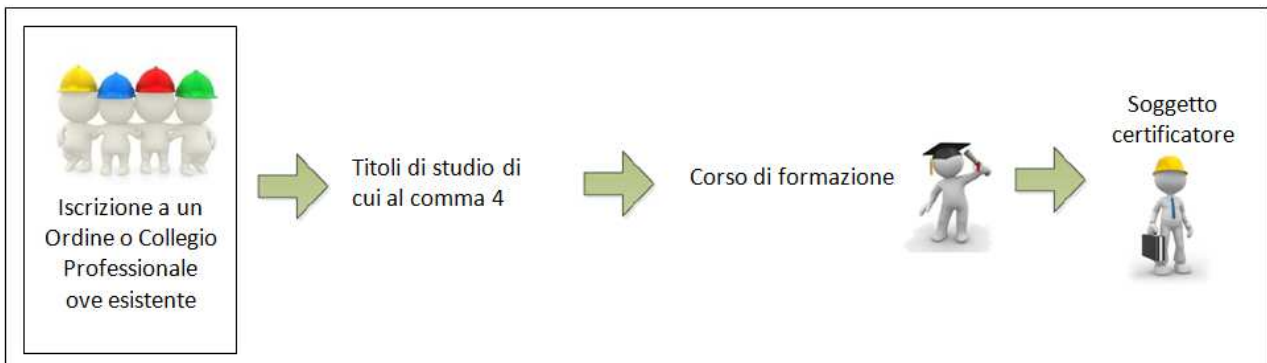 Iscrizione a un
Ordine o Collegio
Professionale
ove esistente
Titoli di studio di
cui al comma 4
Corso di formazione
Soggetto
certificatore